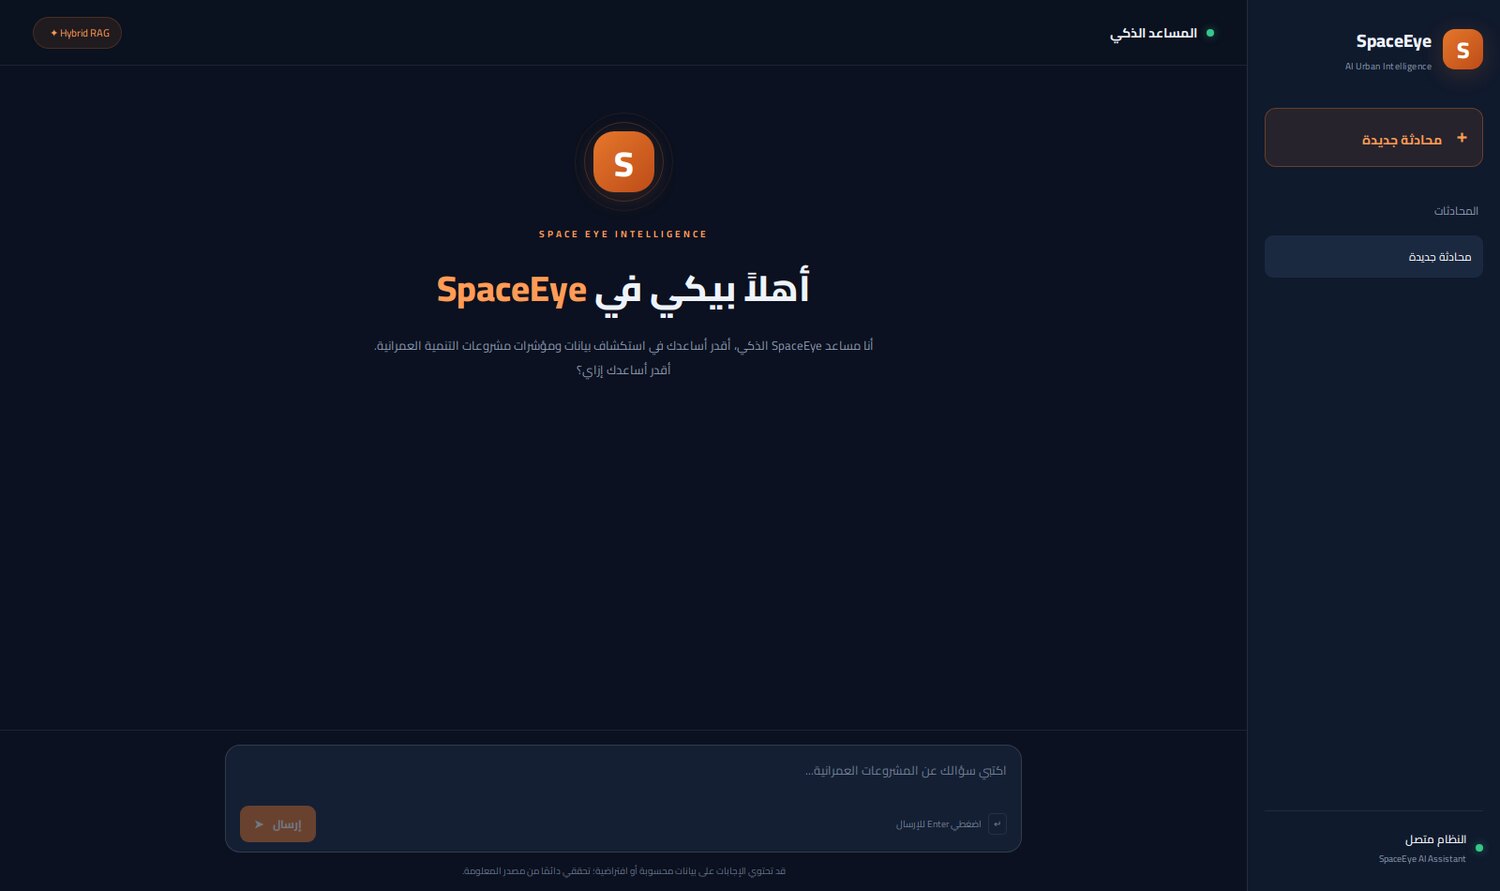 S
SpaceEye
AI Urban Intelligence
+ محادثة جديدة
المحادثات
محادثة جديدة
النظام متصل
SpaceEye AI Assistant
المساعد الذكي
✦ Hybrid RAG
S
SPACE EYE INTELLIGENCE
أهلاً بيكي في SpaceEye
أنا مساعد SpaceEye الذكي، أقدر أساعدك في استكشاف بيانات ومؤشرات مشروعات التنمية العمرانية.
أقدر أساعدك إزاي؟
اكتبي سؤالك عن المشروعات العمرانية...
↵ اضغطي Enter للإرسال
إرسال ➤
قد تحتوي الإجابات على بيانات محسوبة أو افتراضية؛ تحققي دائمًا من مصدر المعلومة.